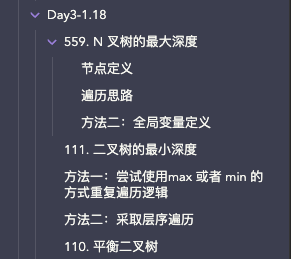 Day3-1.18
559. N 叉树的最大深度
节点定义
遍历思路
方法二：全局变量定义
111. 二叉树的最小深度
方法一：尝试使用max 或者 min 的
方式重复遍历逻辑
方法二：采取层序遍历
110. 平衡二叉树